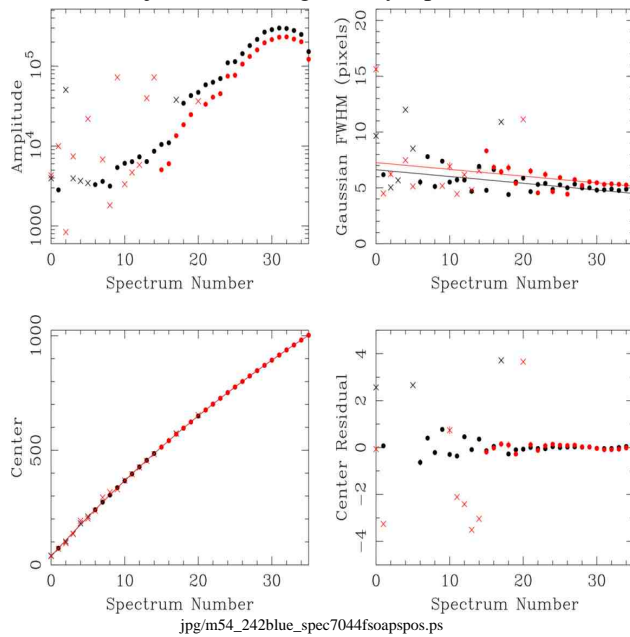 Amplitude
1000
10^4
10^5
0 10 20 30
Spectrum Number
Gaussian FWHM (pixels)
0 5 10 15 20
0 10 20 30
Spectrum Number
Center
0 500 1000
0 10 20 30
Spectrum Number
Center Residual
−4 −2 0 2 4
0 10 20 30
Spectrum Number
jpg/m54_242blue_spec7044fsoapspos.ps